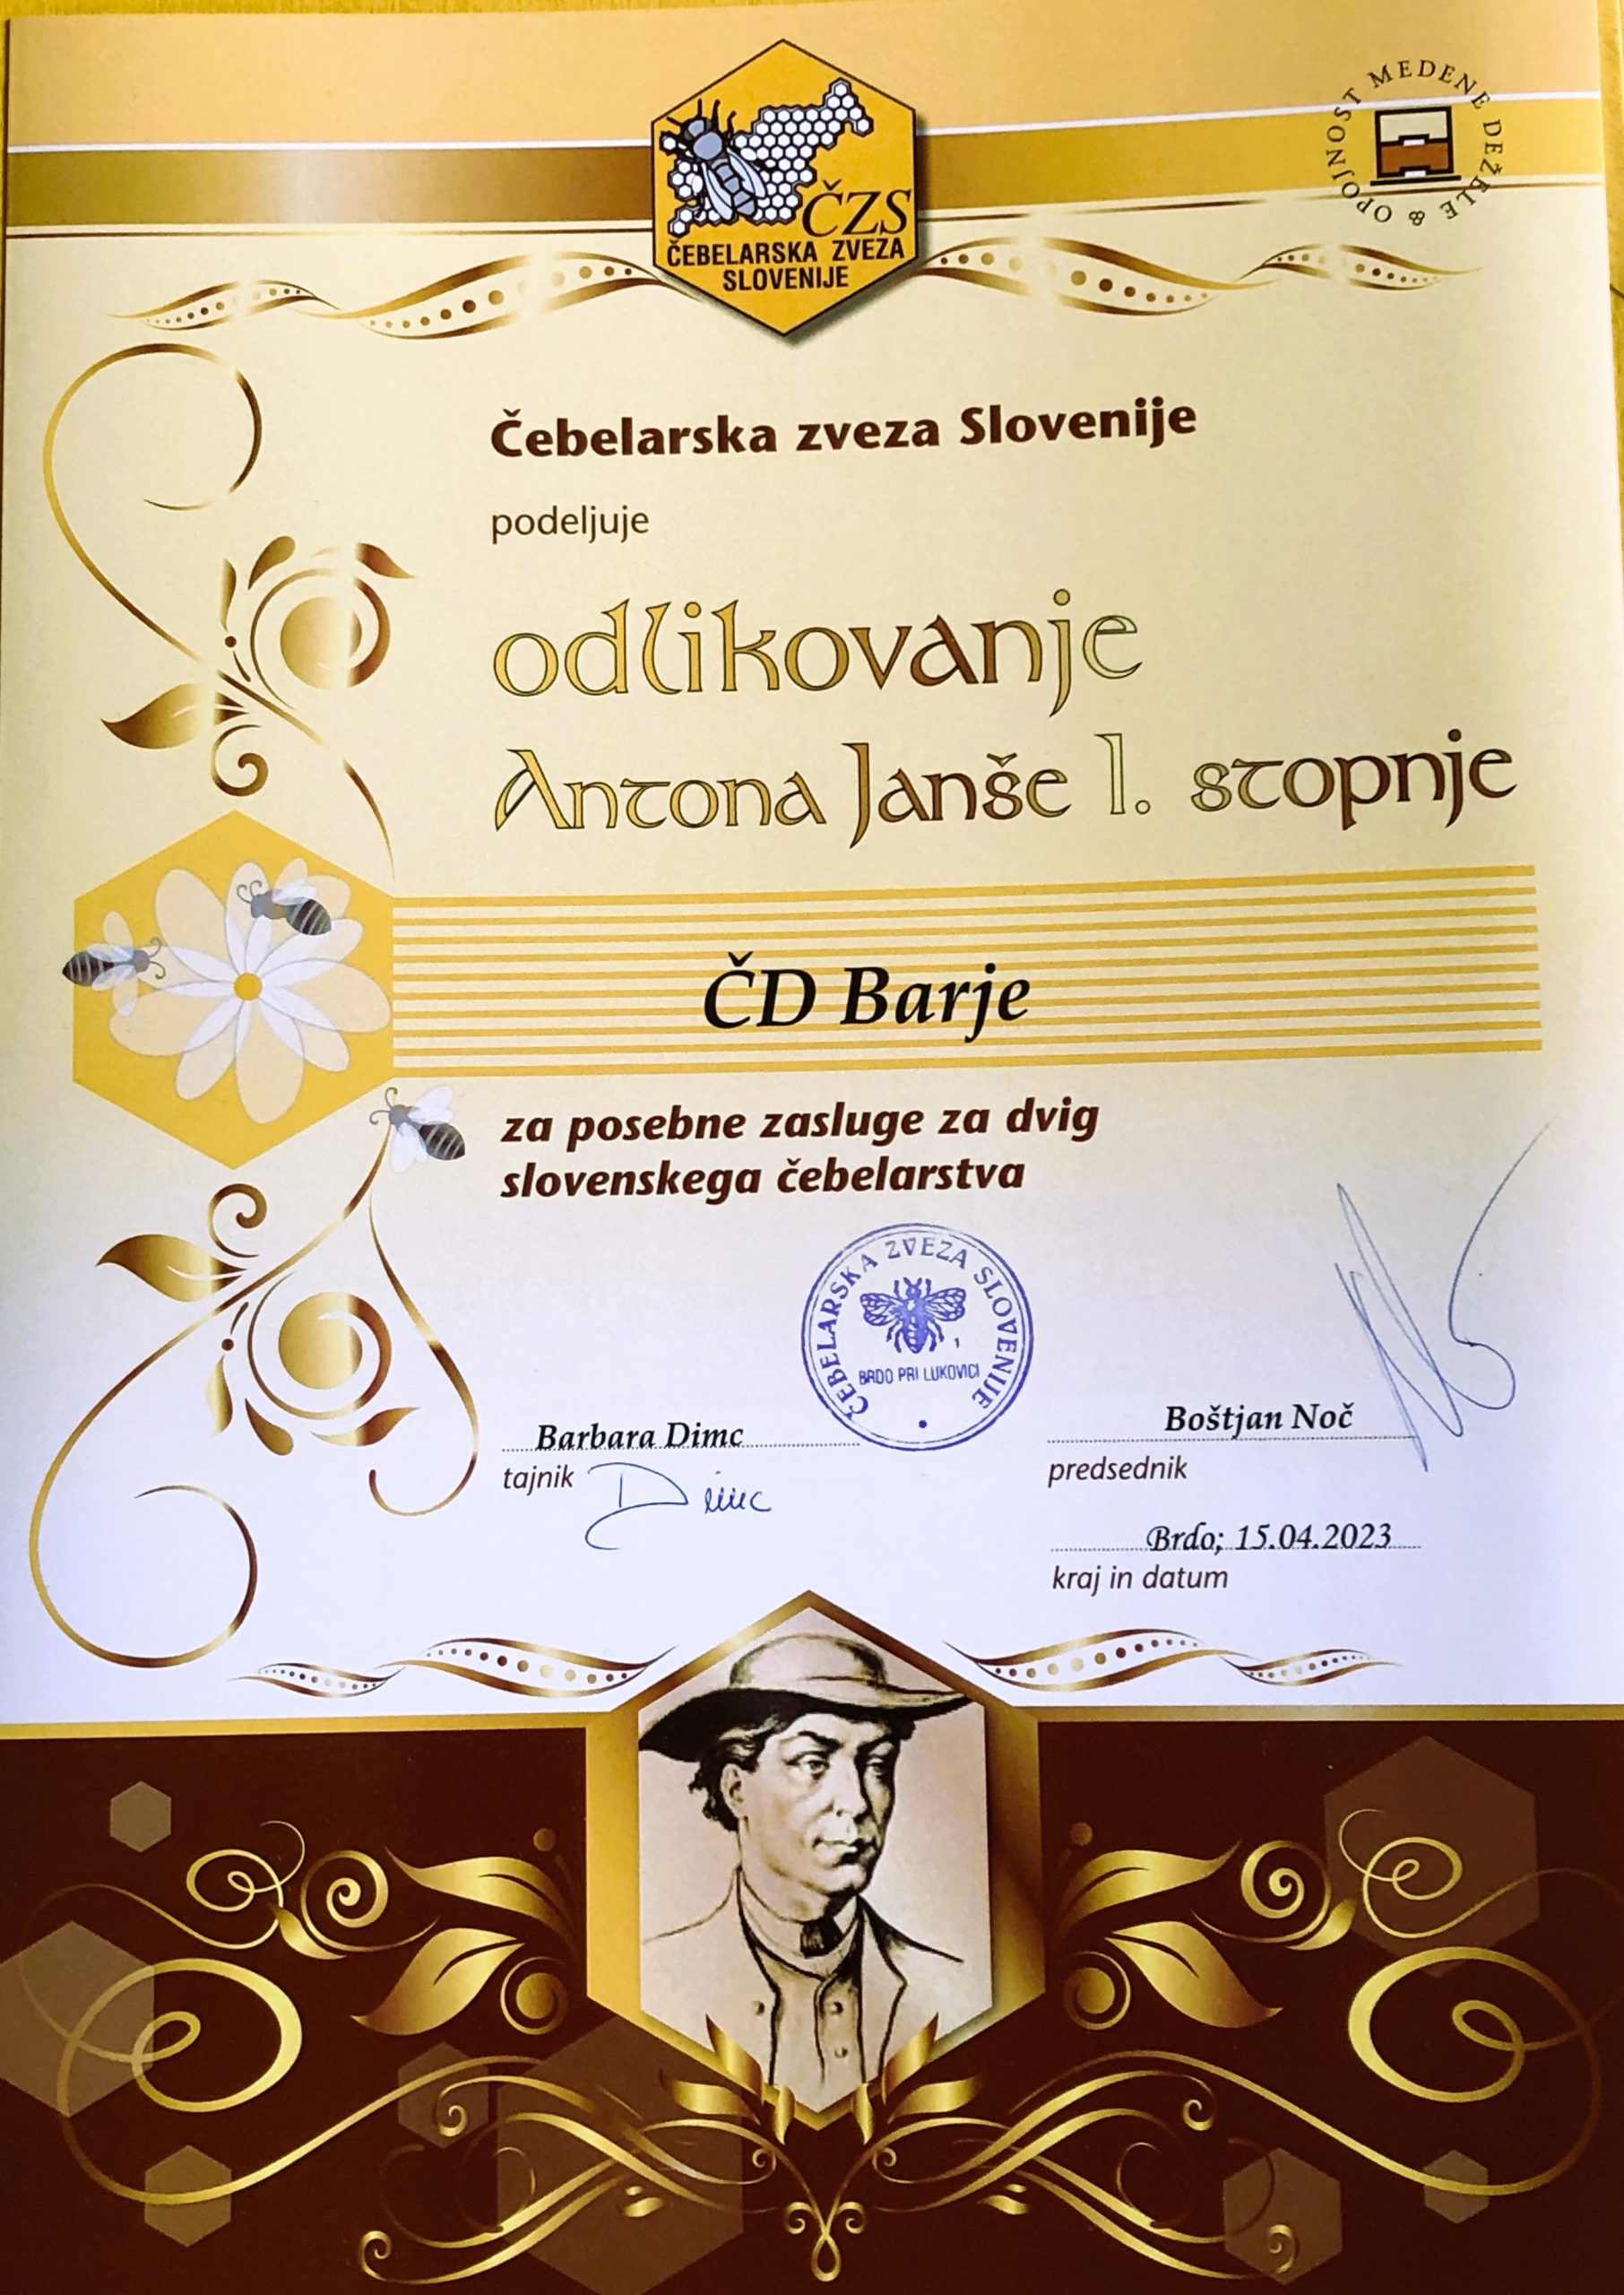 ČZS
ČEBELARSKA ZVEZA
SLOVENIJE
OPOJNOST MEDENE DEŽELE &
Čebelarska zveza Slovenije
podeljuje
odlikovanje
Antona Janše 1. stopnje
ČD Barje
za posebne zasluge za dvig
slovenskega čebelarstva
ČEBELARSKA ZVEZA SLOVENIJE
BRDO PRI LUKOVICI
Barbara Dimc
tajnik
Dimc
Boštjan Noč
predsednik
Brdo; 15.04.2023
kraj in datum